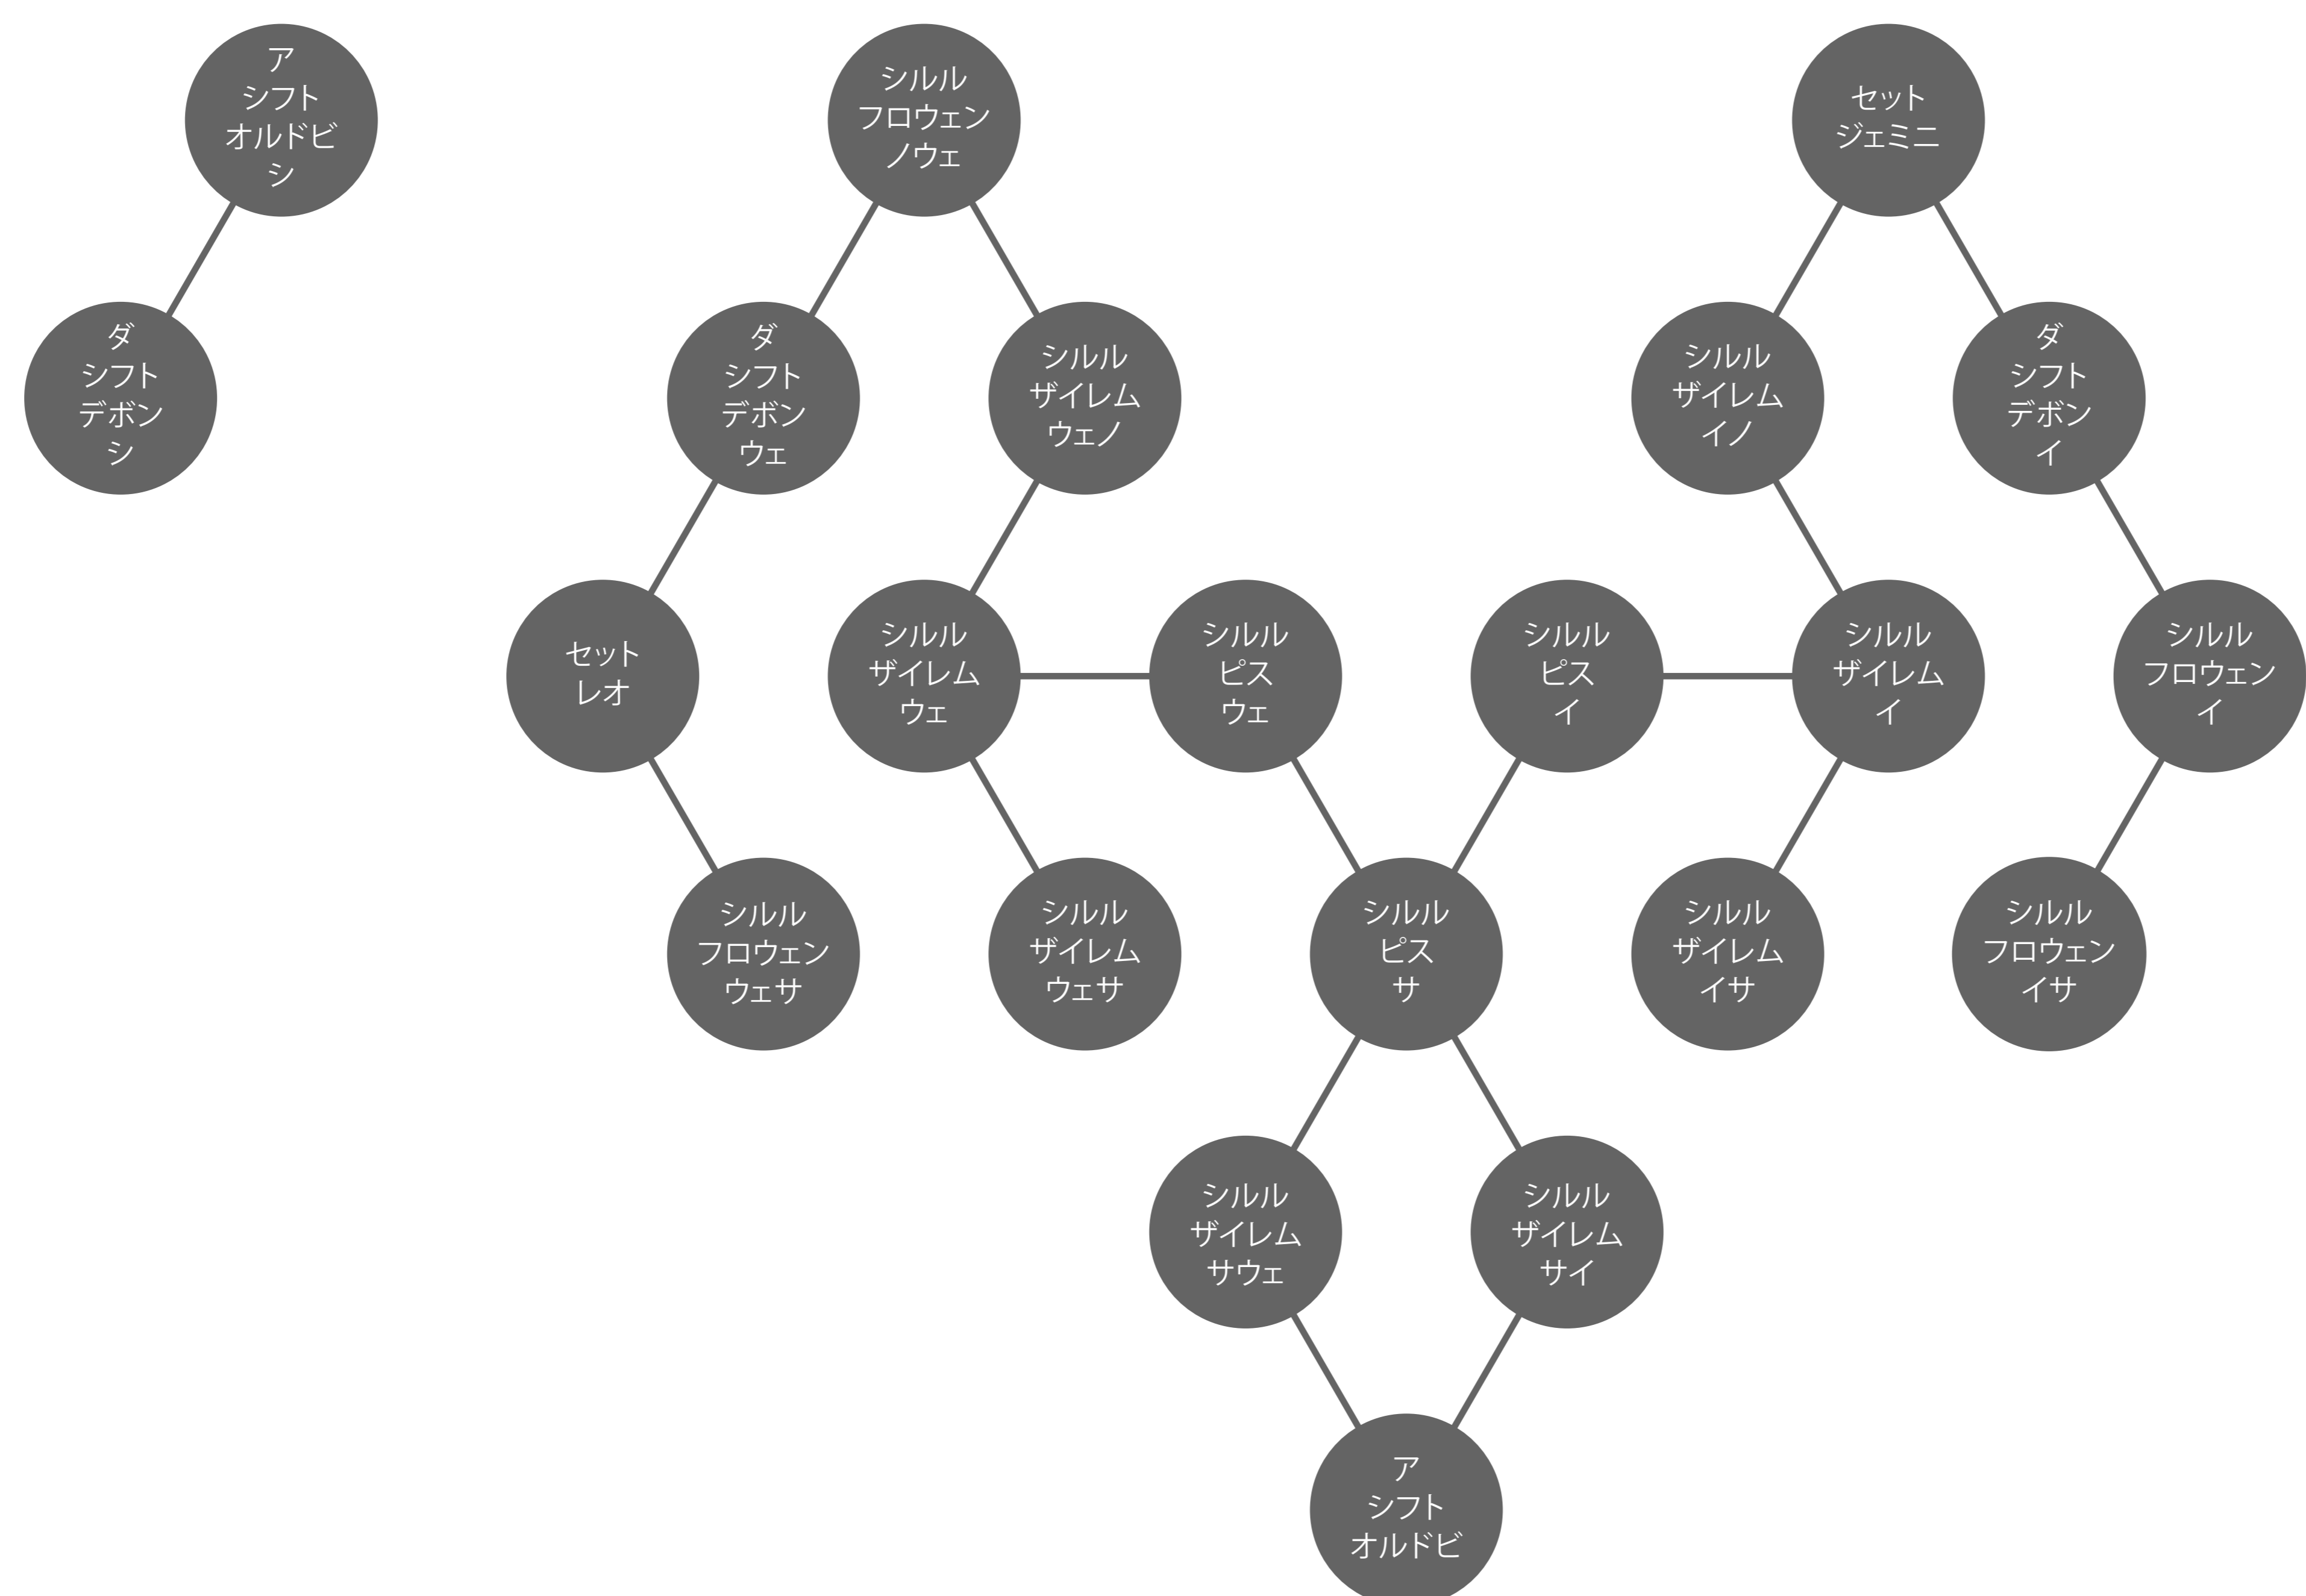 ア
シフト
オルドビ
シ
シルル
フロウェン
ノウェ
セット
ジェミニ
ダ
シフト
デボン
シ
ダ
シフト
デボン
ウェ
シルル
ザイレム
ウェノ
シルル
ザイレム
イノ
ダ
シフト
デボン
イ
セット
レオ
シルル
ザイレム
ウェ
シルル
ピス
ウェ
シルル
ピス
イ
シルル
ザイレム
イ
シルル
フロウェン
イ
シルル
フロウェン
ウェサ
シルル
ザイレム
ウェサ
シルル
ピス
サ
シルル
ザイレム
イサ
シルル
フロウェン
イサ
シルル
ザイレム
サウェ
シルル
ザイレム
サイ
ア
シフト
オルドビ